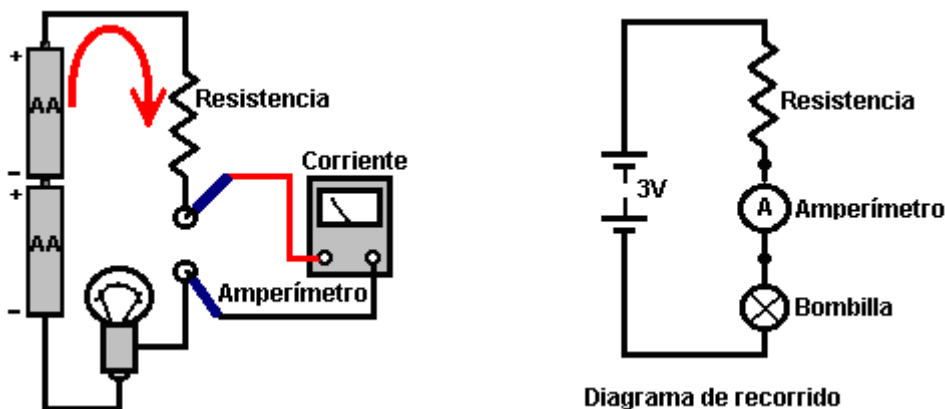 +
AA
Resistencia
–
+
AA
–
Corriente
Amperímetro
Resistencia
3V
A
Amperímetro
Bombilla
Diagrama de recorrido